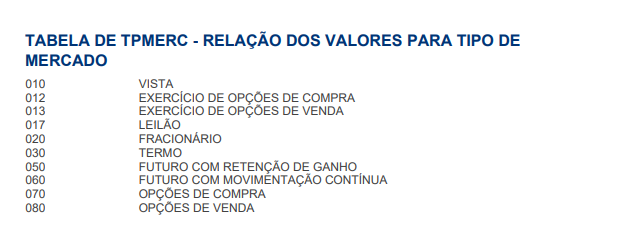 TABELA DE TPMERC - RELAÇÃO DOS VALORES PARA TIPO DE
MERCADO
010 VISTA
012 EXERCÍCIO DE OPÇÕES DE COMPRA
013 EXERCÍCIO DE OPÇÕES DE VENDA
017 LEILÃO
020 FRACIONÁRIO
030 TERMO
050 FUTURO COM RETENÇÃO DE GANHO
060 FUTURO COM MOVIMENTAÇÃO CONTÍNUA
070 OPÇÕES DE COMPRA
080 OPÇÕES DE VENDA